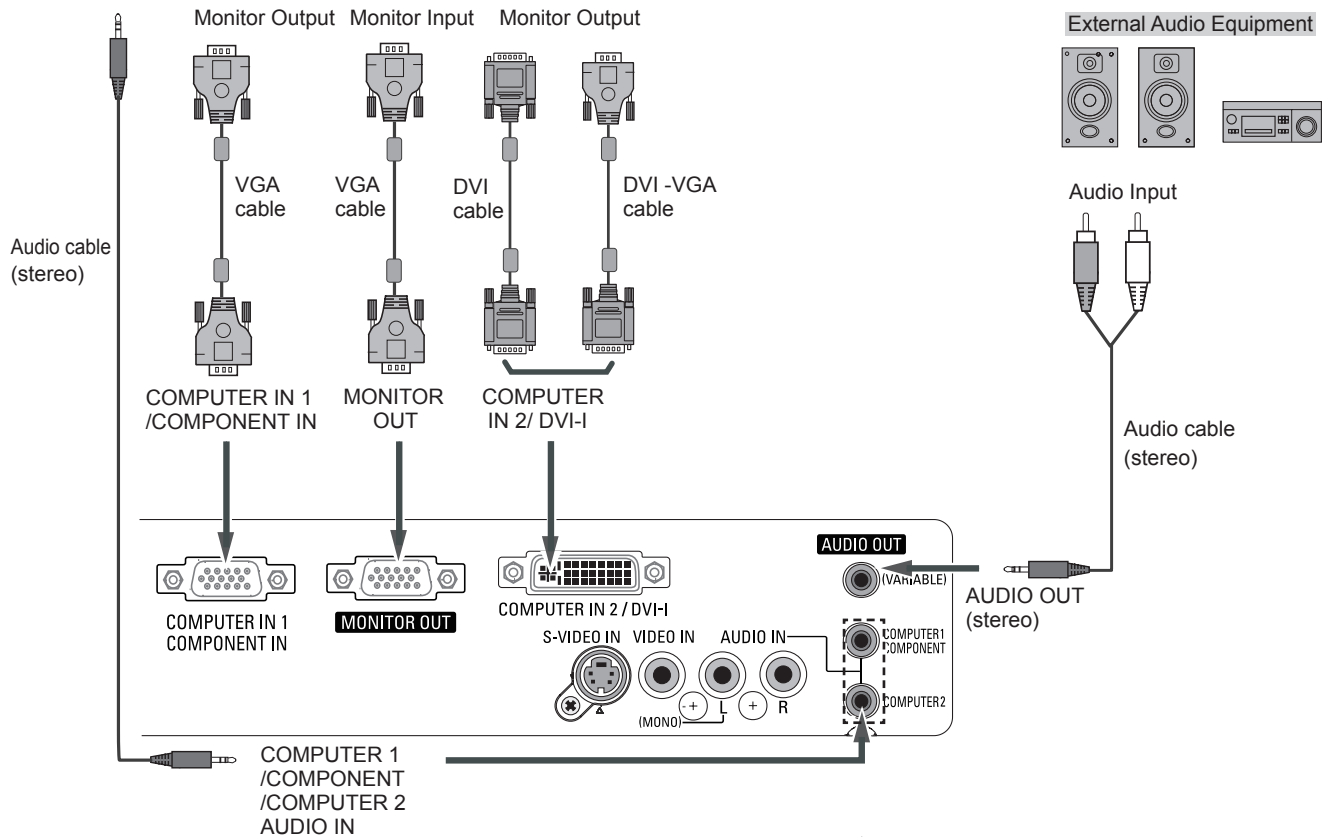 Monitor Output
Monitor Input
Monitor Output
External Audio Equipment
VGA
cable
VGA
cable
DVI
cable
DVI -VGA
cable
Audio Input
Audio cable
(stereo)
COMPUTER IN 1
/COMPONENT IN
MONITOR
OUT
COMPUTER
IN 2/ DVI-I
Audio cable
(stereo)
AUDIO OUT
(VARIABLE)
AUDIO OUT
(stereo)
COMPUTER IN 1
COMPONENT IN
MONITOR OUT
COMPUTER IN 2 / DVI-I
S-VIDEO IN
VIDEO IN
AUDIO IN
COMPUTER1
COMPONENT
COMPUTER2
(MONO)
- +
L
+
R
COMPUTER 1
/COMPONENT
/COMPUTER 2
AUDIO IN